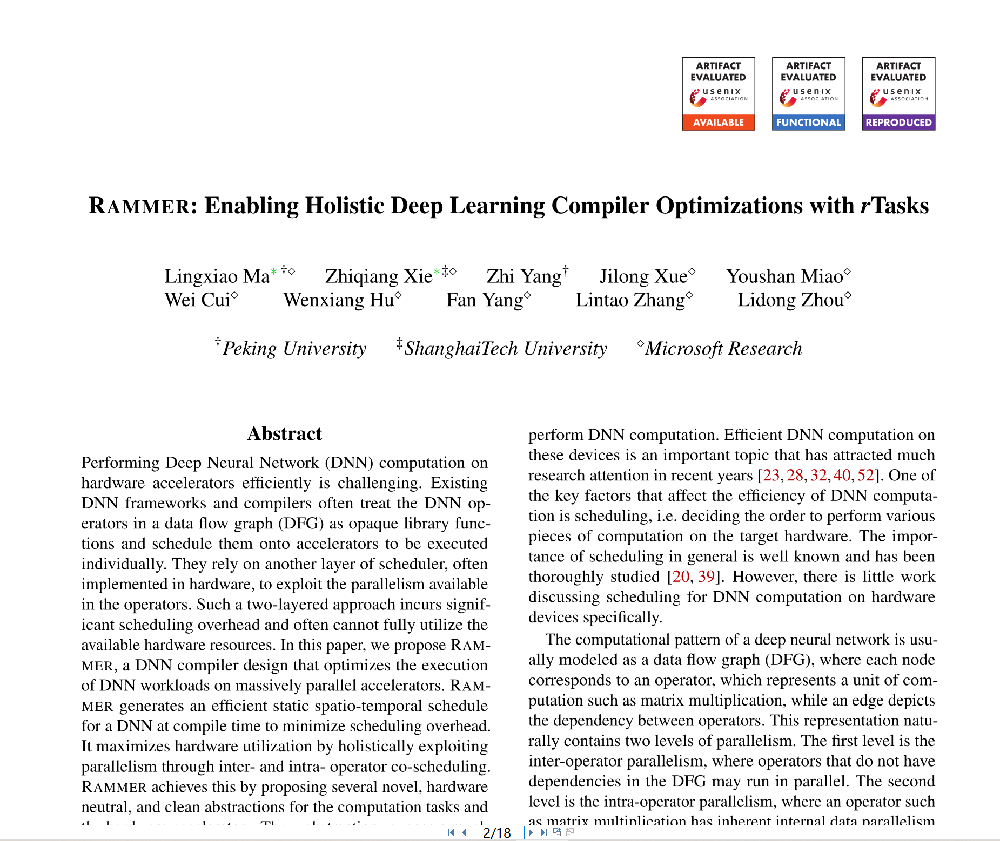 ARTIFACT
EVALUATED
usenix
ASSOCIATION
AVAILABLE
ARTIFACT
EVALUATED
usenix
ASSOCIATION
FUNCTIONAL
ARTIFACT
EVALUATED
usenix
ASSOCIATION
REPRODUCED
RAMMER: Enabling Holistic Deep Learning Compiler Optimizations with rTasks
Lingxiao Ma*†◇ Zhiqiang Xie*‡◇ Zhi Yang† Jilong Xue◇ Youshan Miao◇
Wei Cui◇ Wenxiang Hu◇ Fan Yang◇ Lintao Zhang◇ Lidong Zhou◇
†Peking University ‡ShanghaiTech University ◇Microsoft Research
Abstract
Performing Deep Neural Network (DNN) computation on
hardware accelerators efficiently is challenging. Existing
DNN frameworks and compilers often treat the DNN op-
erators in a data flow graph (DFG) as opaque library func-
tions and schedule them onto accelerators to be executed
individually. They rely on another layer of scheduler, often
implemented in hardware, to exploit the parallelism available
in the operators. Such a two-layered approach incurs signif-
icant scheduling overhead and often cannot fully utilize the
available hardware resources. In this paper, we propose RAM-
MER, a DNN compiler design that optimizes the execution
of DNN workloads on massively parallel accelerators. RAM-
MER generates an efficient static spatio-temporal schedule
for a DNN at compile time to minimize scheduling overhead.
It maximizes hardware utilization by holistically exploiting
parallelism through inter- and intra- operator co-scheduling.
RAMMER achieves this by proposing several novel, hardware
neutral, and clean abstractions for the computation tasks and
the hardware accelerators. These abstractions expose a much
perform DNN computation. Efficient DNN computation on
these devices is an important topic that has attracted much
research attention in recent years [23, 28, 32, 40, 52]. One of
the key factors that affect the efficiency of DNN computa-
tion is scheduling, i.e. deciding the order to perform various
pieces of computation on the target hardware. The impor-
tance of scheduling in general is well known and has been
thoroughly studied [20, 39]. However, there is little work
discussing scheduling for DNN computation on hardware
devices specifically.
The computational pattern of a deep neural network is usu-
ally modeled as a data flow graph (DFG), where each node
corresponds to an operator, which represents a unit of com-
putation such as matrix multiplication, while an edge depicts
the dependency between operators. This representation natu-
rally contains two levels of parallelism. The first level is the
inter-operator parallelism, where operators that do not have
dependencies in the DFG may run in parallel. The second
level is the intra-operator parallelism, where an operator such
as matrix multiplication has inherent internal data parallelism
2/18